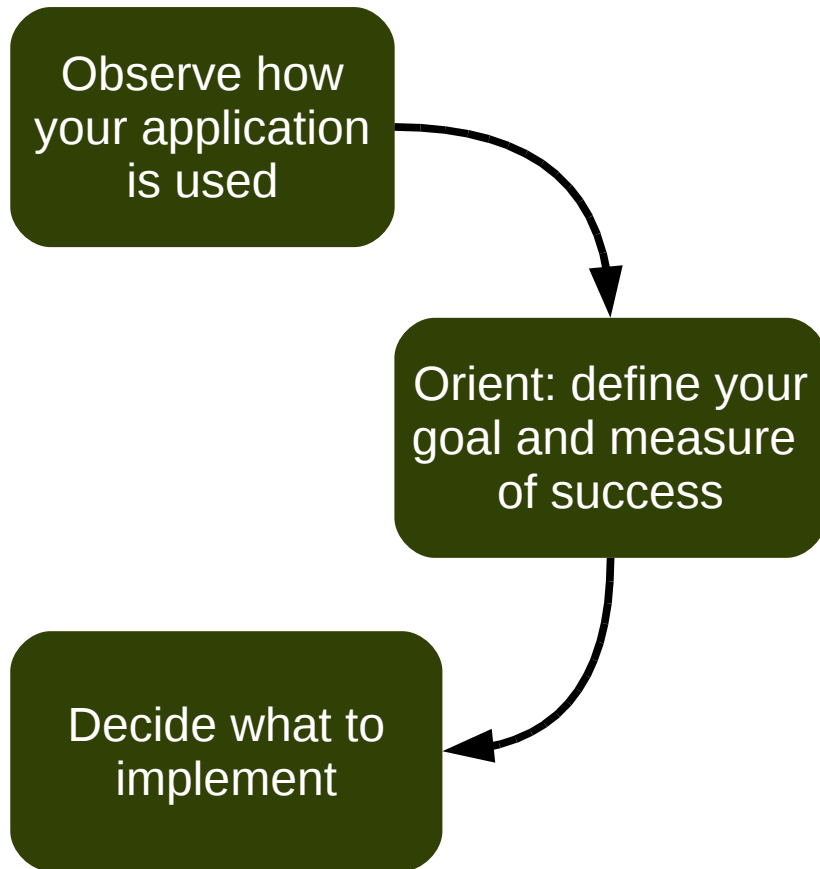 Observe how
your application
is used
Orient: define your
goal and measure
of success
Decide what to
implement